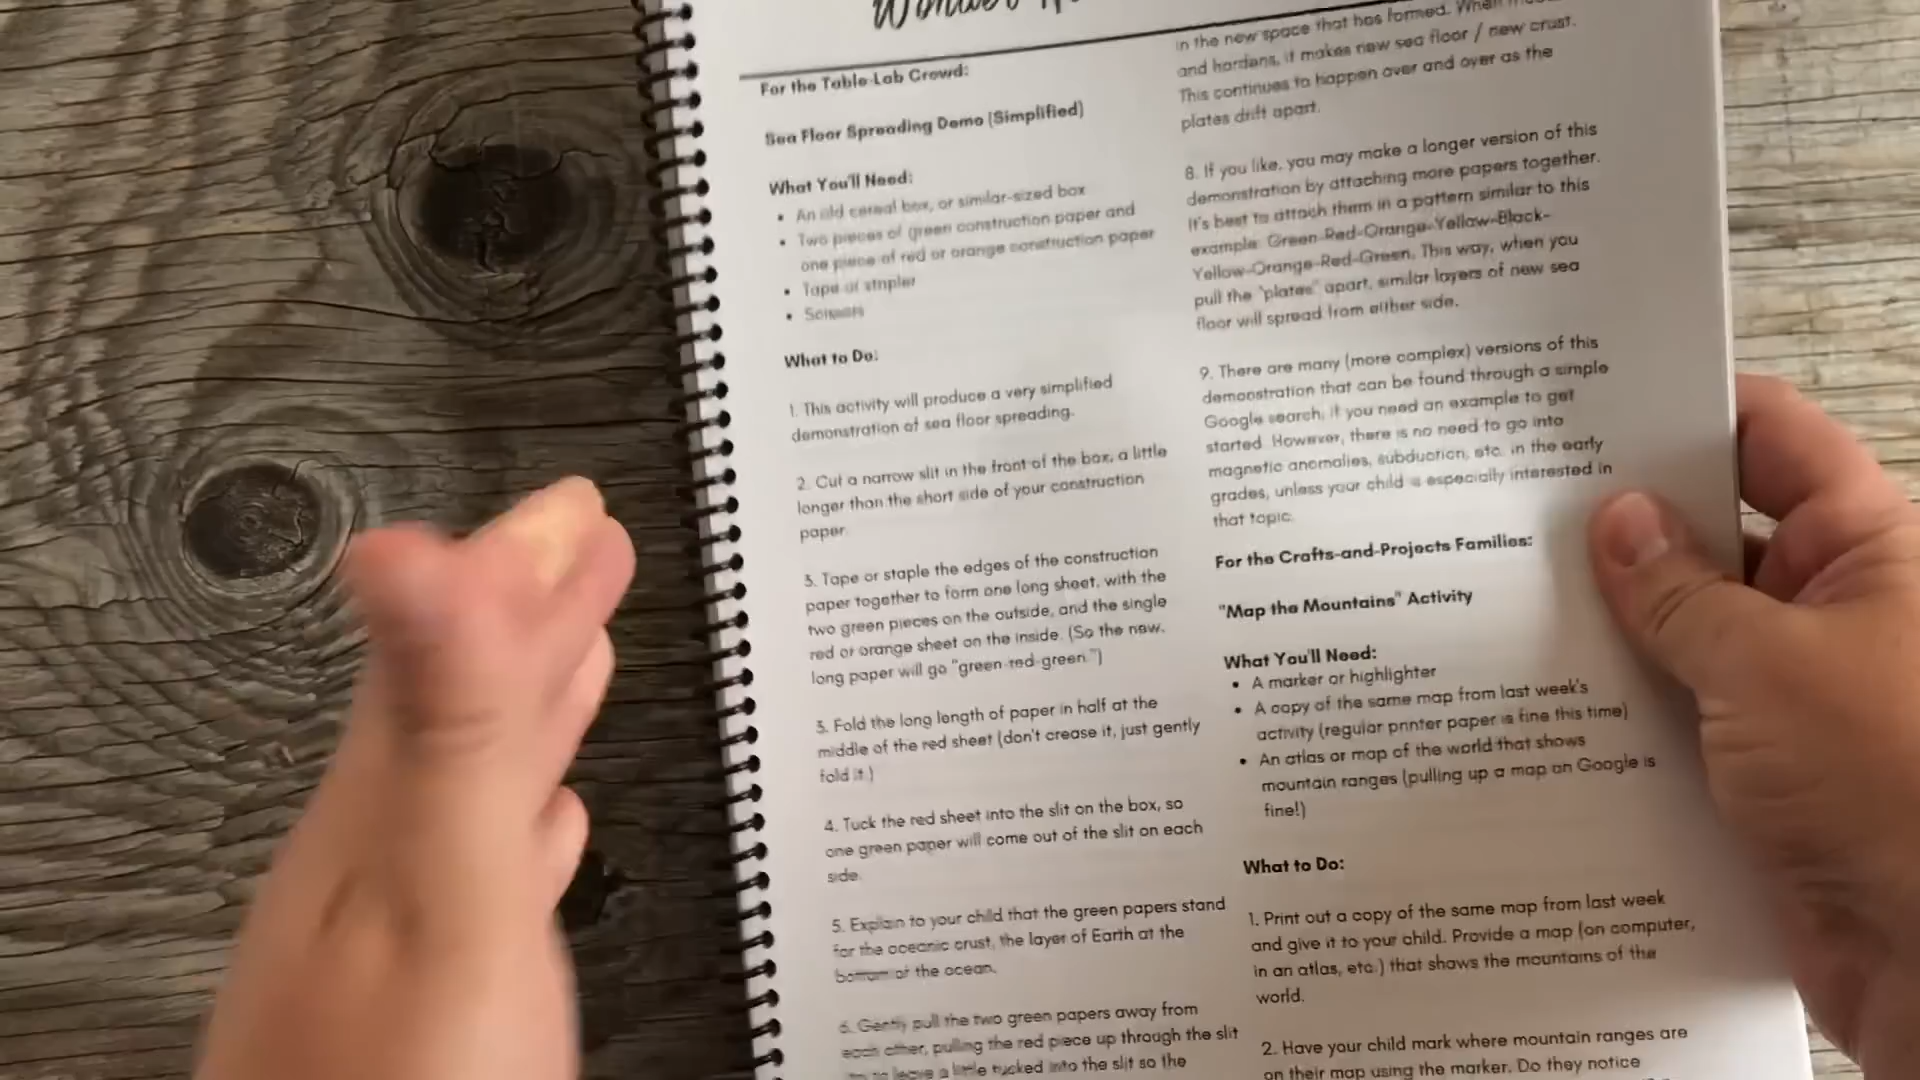 Wonder
For the Table-Lab Crowd:
Sea Floor Spreading Demo (Simplified)
What You'll Need:
• An old cereal box, or similar-sized box
• Two pieces of green construction paper and
one piece of red or orange construction paper
• Tape or stapler
• Scissors
What to Do:
1. This activity will produce a very simplified
demonstration of sea floor spreading.
2. Cut a narrow slit in the front of the box, a little
longer than the short side of your construction
paper.
3. Tape or staple the edges of the construction
paper together to form one long sheet, with the
two green pieces on the outside, and the single
red or orange sheet on the inside. (So the new,
long paper will go "green-red-green.")
3. Fold the long length of paper in half at the
middle of the red sheet (don't crease it, just gently
fold it.)
4. Tuck the red sheet into the slit on the box, so
one green paper will come out of the slit on each
side.
5. Explain to your child that the green papers stand
for the oceanic crust, the layer of Earth at the
bottom of the ocean.
6. Gently pull the two green papers away from
each other, pulling the red piece up through the slit
to leave a little tucked into the slit so the
in the new space that has formed. When
and hardens, it makes new sea floor / new crust.
This continues to happen over and over as the
plates drift apart.
8. If you like, you may make a longer version of this
demonstration by attaching more papers together.
It's best to attach them in a pattern similar to this
example: Green-Red-Orange-Yellow-Black-
Yellow-Orange-Red-Green. This way, when you
pull the "plates" apart, similar layers of new sea
floor will spread from either side.
9. There are many (more complex) versions of this
demonstration that can be found through a simple
Google search, if you need an example to get
started. However, there is no need to go into
magnetic anomalies, subduction, etc. in the early
grades, unless your child is especially interested in
that topic.
For the Crafts-and-Projects Families:
"Map the Mountains" Activity
What You'll Need:
• A marker or highlighter
• A copy of the same map from last week's
activity (regular printer paper is fine this time)
• An atlas or map of the world that shows
mountain ranges (pulling up a map on Google is
fine!)
What to Do:
1. Print out a copy of the same map from last week
and give it to your child. Provide a map (on computer,
in an atlas, etc.) that shows the mountains of the
world.
2. Have your child mark where mountain ranges are
on their map using the marker. Do they notice